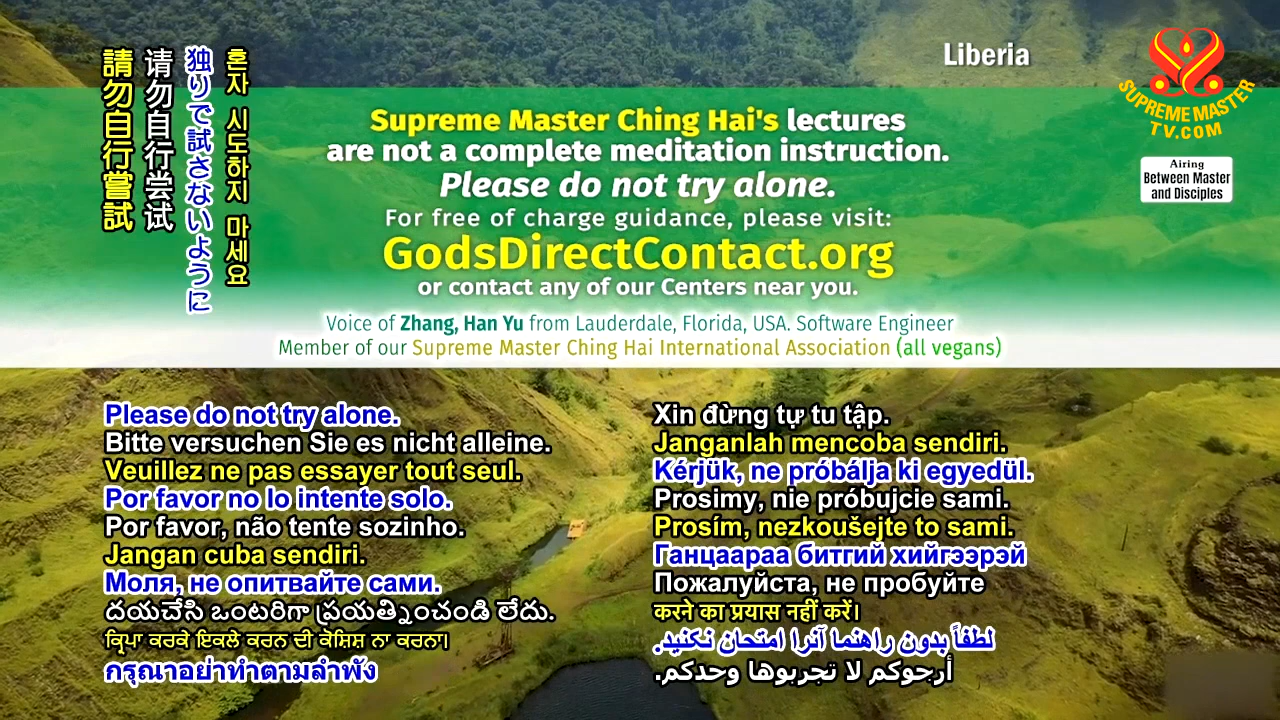 Liberia
SUPREME MASTER
TV.COM
Airing
Between Master
and Disciples
請勿自行嘗試
请勿自行尝试
独りで試さないように
혼자 시도하지 마세요
Supreme Master Ching Hai's lectures
are not a complete meditation instruction.
Please do not try alone.
For free of charge guidance, please visit:
GodsDirectContact.org
or contact any of our Centers near you.
Voice of Zhang, Han Yu from Lauderdale, Florida, USA. Software Engineer
Member of our Supreme Master Ching Hai International Association (all vegans)
Please do not try alone.
Bitte versuchen Sie es nicht alleine.
Veuillez ne pas essayer tout seul.
Por favor no lo intente solo.
Por favor, não tente sozinho.
Jangan cuba sendiri.
Моля, не опитвайте сами.
దయచేసి ఒంటరిగా ప్రయత్నించండి లేదు.
ਕ੍ਰਿਪਾ ਕਰਕੇ ਇਕਲੇ ਕਰਨ ਦੀ ਕੋਸ਼ਿਸ਼ ਨਾ ਕਰਨਾ।
กรุณาอย่าทำตามลำพัง
Xin đừng tự tu tập.
Janganlah mencoba sendiri.
Kérjük, ne próbálja ki egyedül.
Prosimy, nie próbujcie sami.
Prosím, nezkoušejte to sami.
Ганцаараа битгий хийгээрэй
Пожалуйста, не пробуйте
करने का प्रयास नहीं करें।
لطفاً بدون راهنما آنرا امتحان نکنید.
أرجوكم لا تجربوها وحدكم.